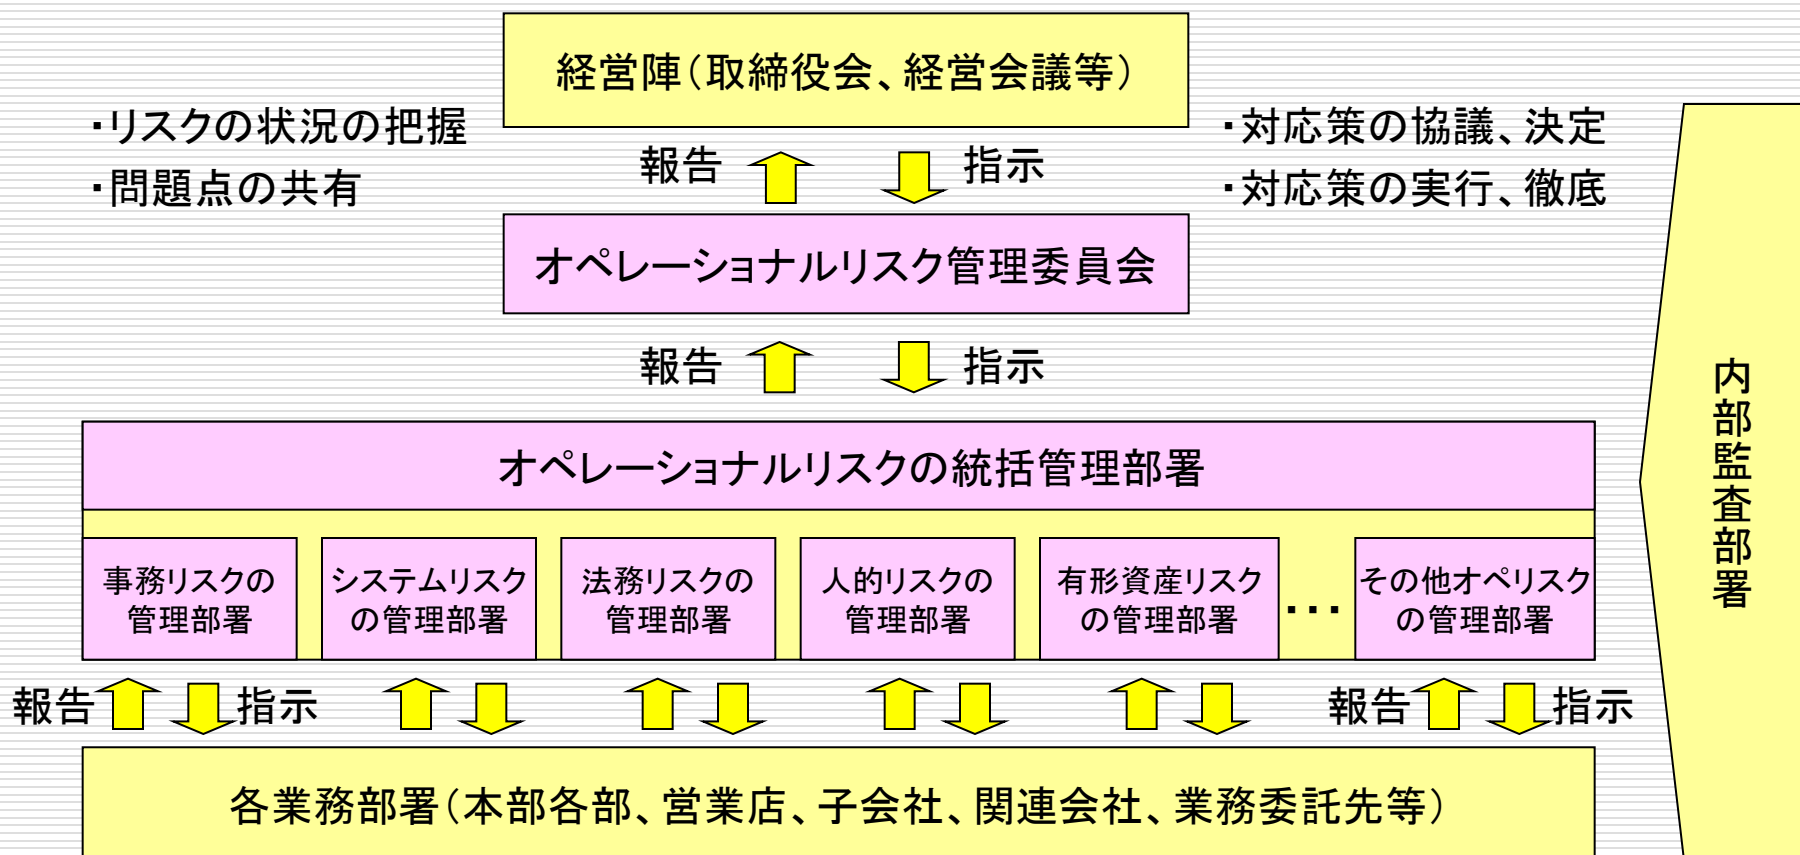 経営陣（取締役会、経営会議等）
・リスクの状況の把握
・問題点の共有
・対応策の協議、決定
・対応策の実行、徹底
報告
指示
オペレーショナルリスク管理委員会
報告
指示
オペレーショナルリスクの統括管理部署
事務リスクの
管理部署
システムリスク
の管理部署
法務リスクの
管理部署
人的リスクの
管理部署
有形資産リスク
の管理部署
･･･
その他オペリスク
の管理部署
報告
指示
報告
指示
各業務部署（本部各部、営業店、子会社、関連会社、業務委託先等）
内部監査部署